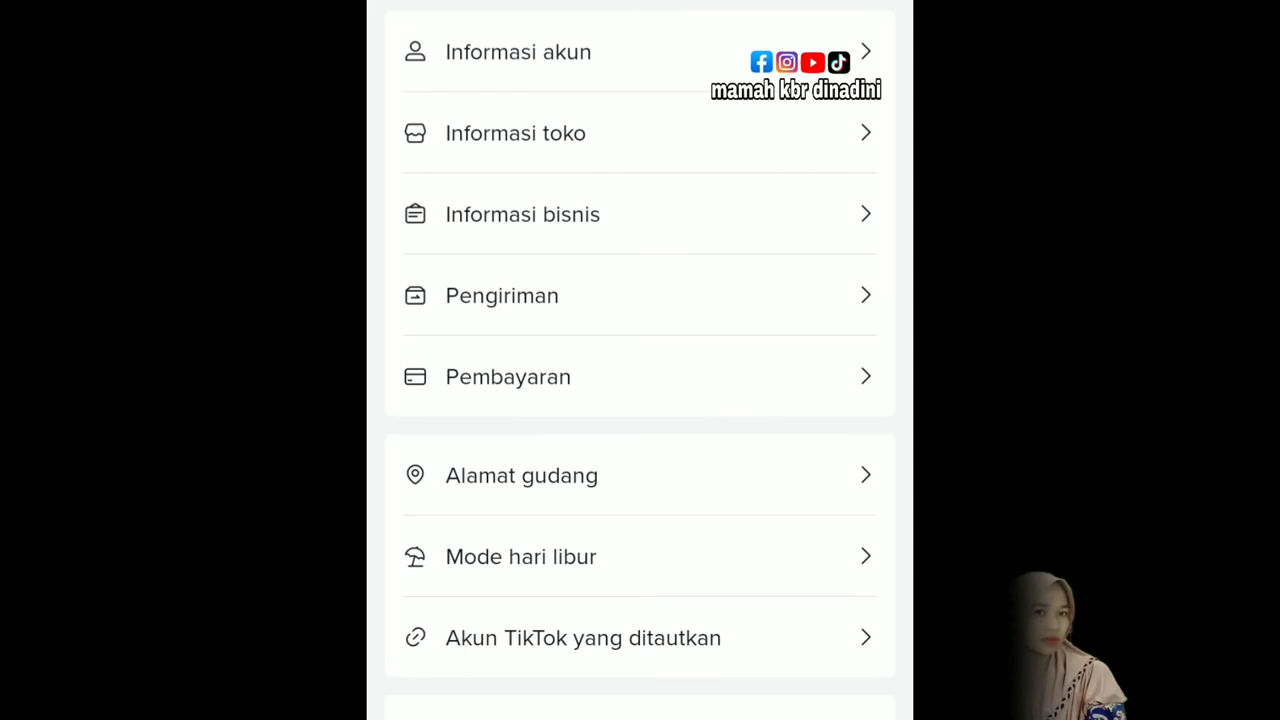 Informasi akun
mamah kbr dinadini
Informasi toko
Informasi bisnis
Pengiriman
Pembayaran
Alamat gudang
Mode hari libur
Akun TikTok yang ditautkan